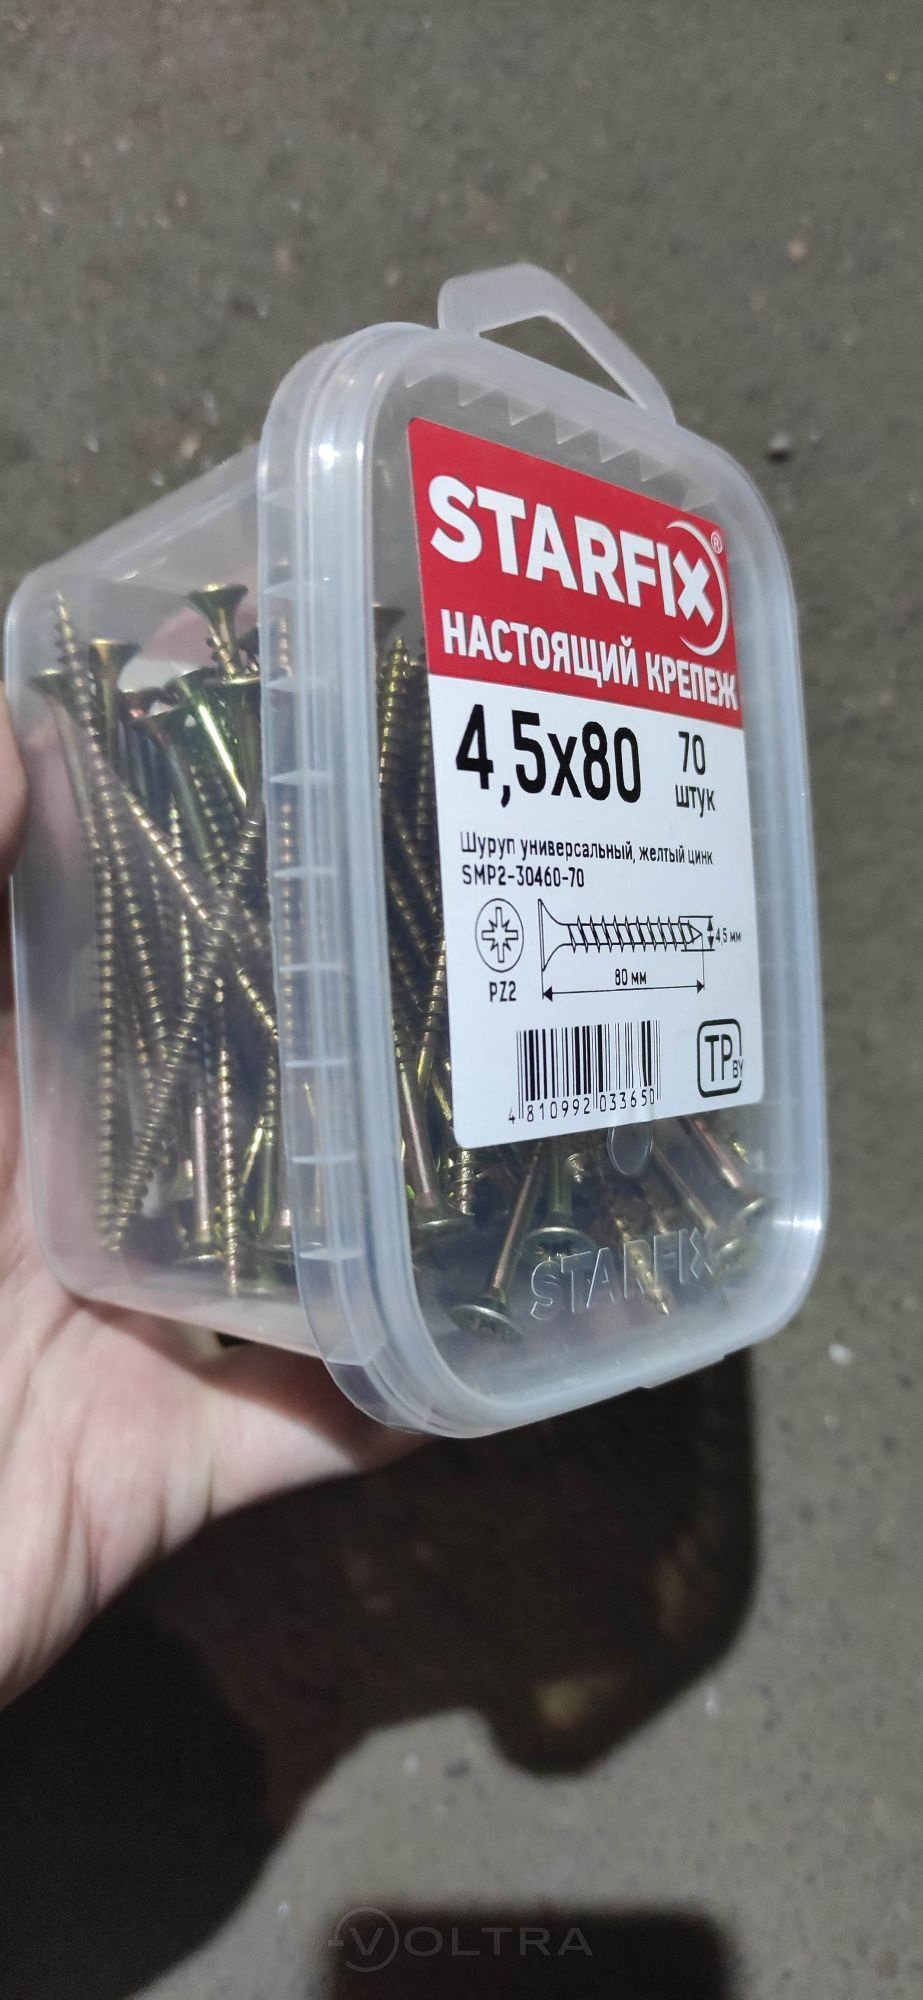 STARFIX®
НАСТОЯЩИЙ КРЕПЕЖ
4,5х80
70
штук
Шуруп универсальный, желтый цинк
SMP2-30460-70
4,5 мм
80 мм
PZ2
TP BY
4 810992 033650
STARFIX
VOLTRA